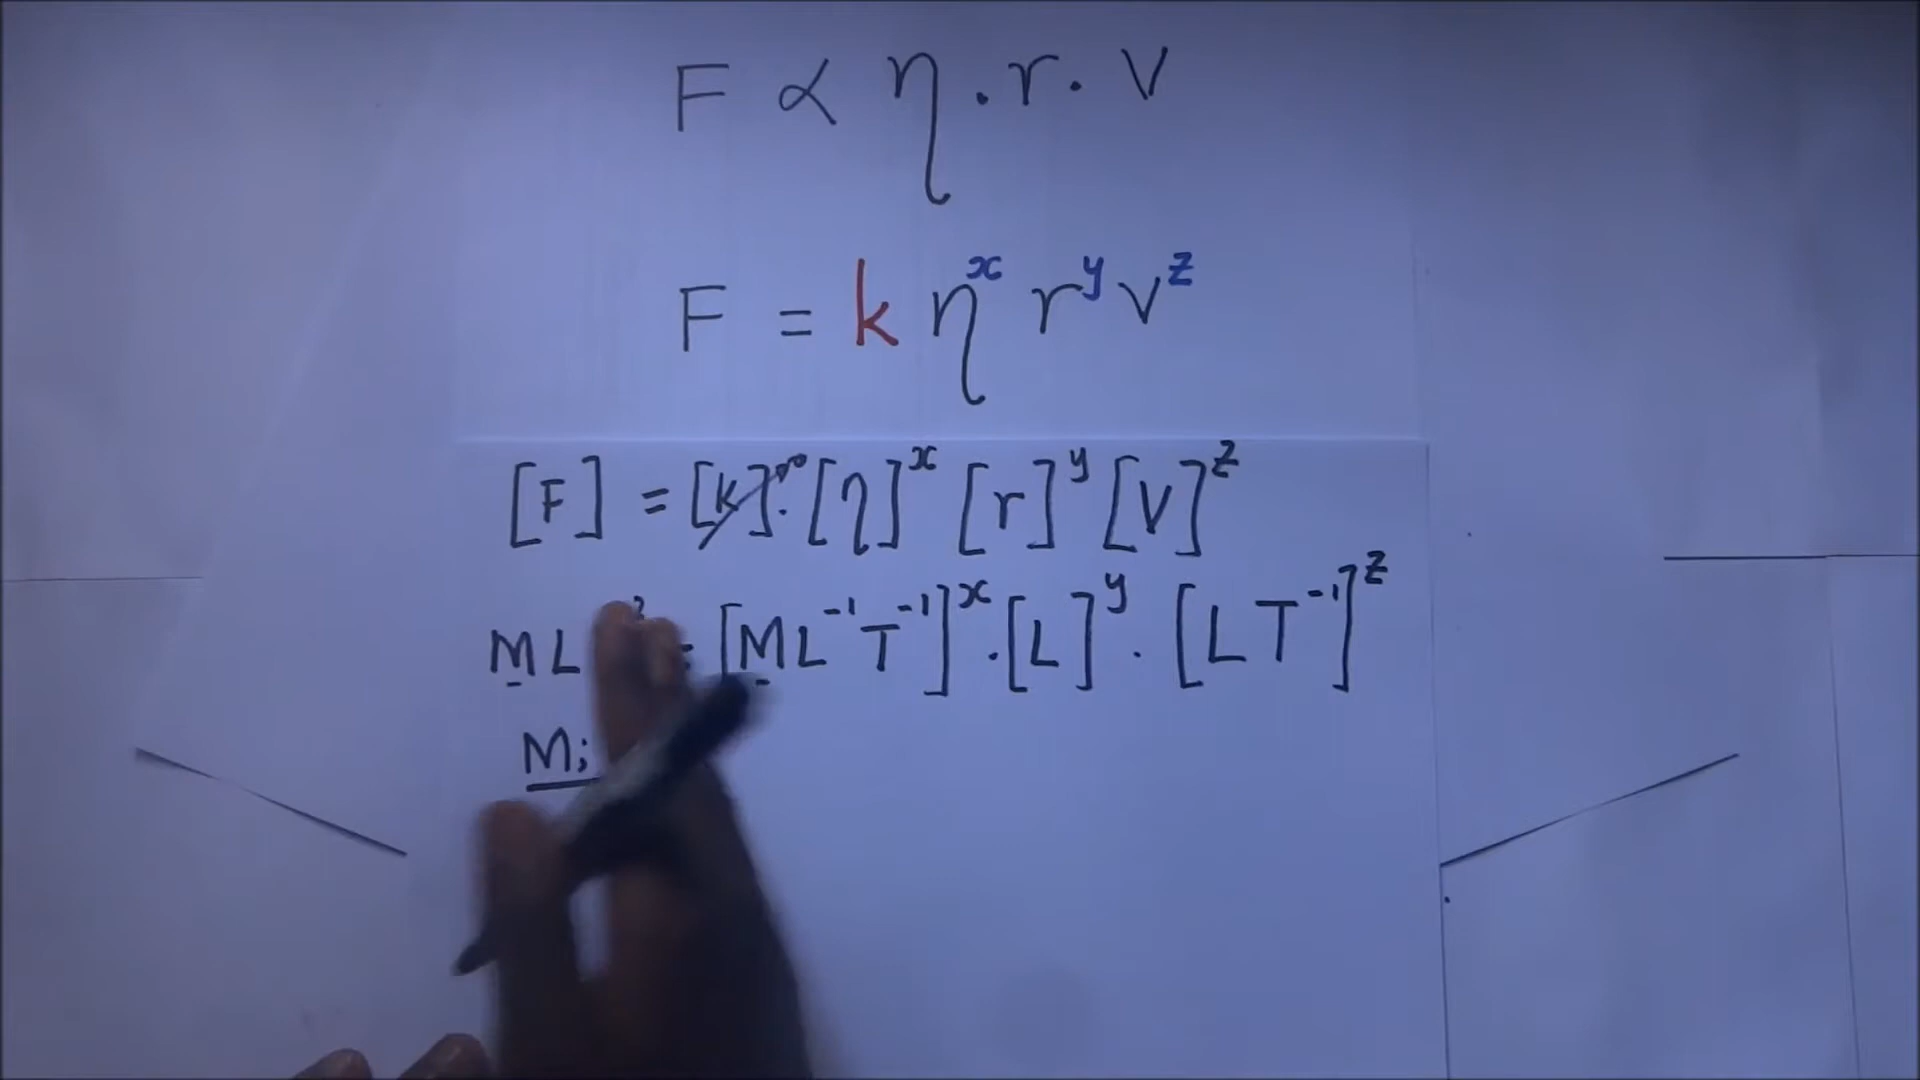 F ∝ η . r . v
F = k η^x r^y v^z
[F] = [k]^0 . [η]^x [r]^y [V]^z
ML = [ML^-1 T^-1]^x . [L]^y . [LT^-1]^z
M;